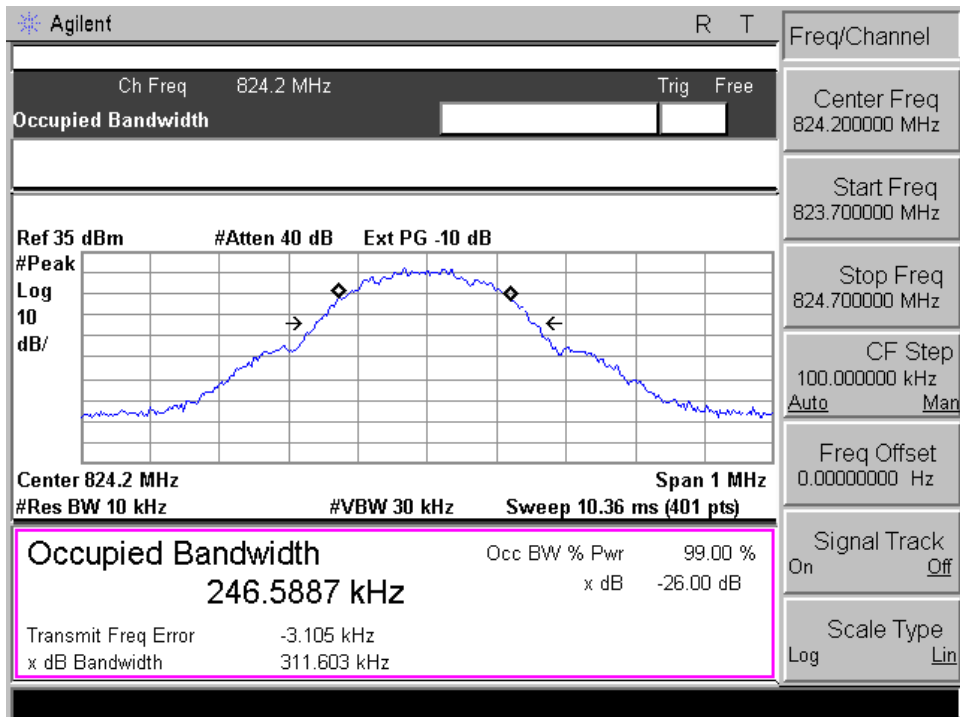 Agilent R T
Ch Freq 824.2 MHz Trig Free
Occupied Bandwidth
Ref 35 dBm #Atten 40 dB Ext PG -10 dB
#Peak
Log
10
dB/
Center 824.2 MHz Span 1 MHz
#Res BW 10 kHz #VBW 30 kHz Sweep 10.36 ms (401 pts)
Occupied Bandwidth Occ BW % Pwr 99.00 %
246.5887 kHz x dB -26.00 dB
Transmit Freq Error -3.105 kHz
x dB Bandwidth 311.603 kHz
Freq/Channel
Center Freq
824.200000 MHz
Start Freq
823.700000 MHz
Stop Freq
824.700000 MHz
CF Step
100.000000 kHz
Auto Man
Freq Offset
0.00000000 Hz
Signal Track
On Off
Scale Type
Log Lin